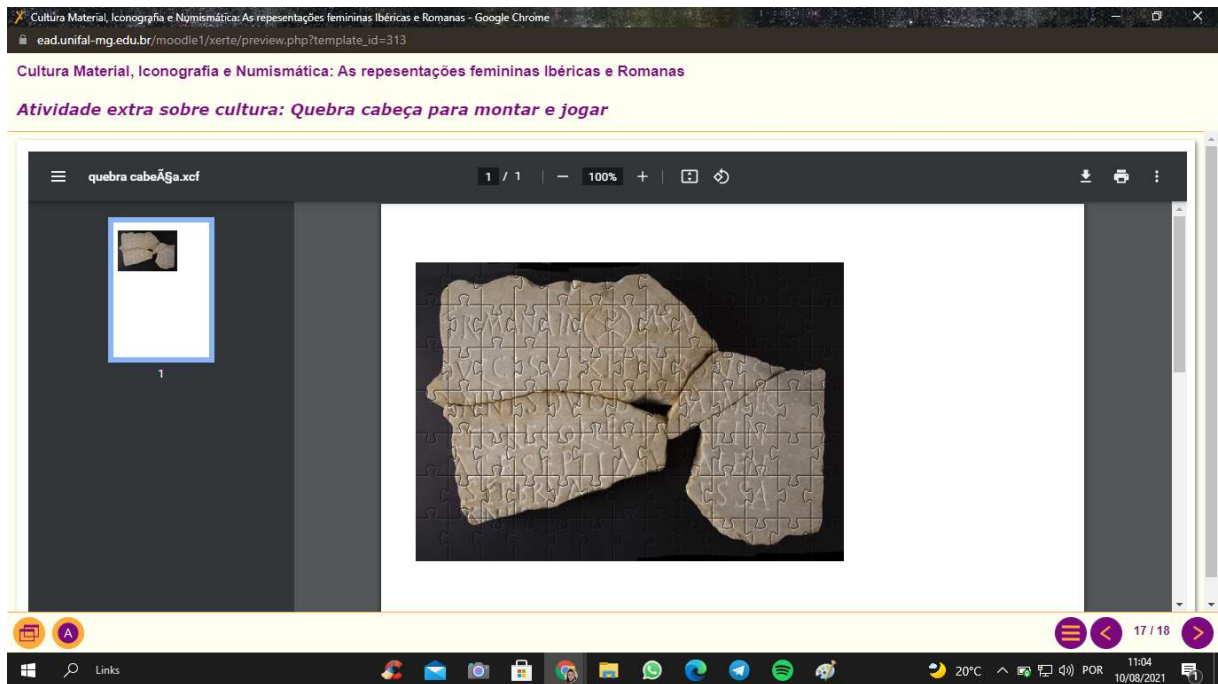 Cultura Material, Iconografia e Numismática: As repesentações femininas Ibéricas e Romanas - Google Chrome
ead.unifal-mg.edu.br/moodle1/xerte/preview.php?template_id=313
Cultura Material, Iconografia e Numismática: As repesentações femininas Ibéricas e Romanas
Atividade extra sobre cultura: Quebra cabeça para montar e jogar
quebra cabeÃ§a.xcf
1 / 1
100%
1
SEPTIMV
A
17 / 18
Links
20°C
POR
11:04
10/08/2021
1